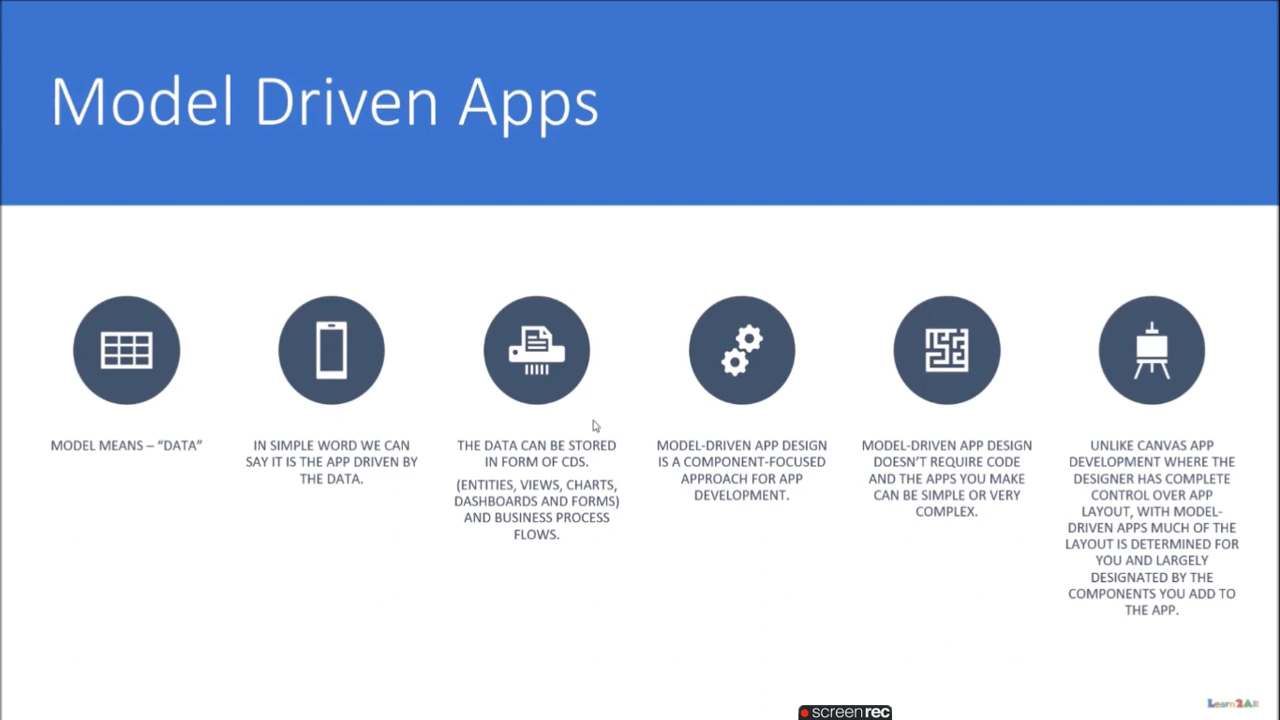 Model Driven Apps
MODEL MEANS – “DATA”
IN SIMPLE WORD WE CAN
SAY IT IS THE APP DRIVEN BY
THE DATA.
THE DATA CAN BE STORED
IN FORM OF CDS.
(ENTITIES, VIEWS, CHARTS,
DASHBOARDS AND FORMS)
AND BUSINESS PROCESS
FLOWS.
MODEL-DRIVEN APP DESIGN
IS A COMPONENT-FOCUSED
APPROACH FOR APP
DEVELOPMENT.
MODEL-DRIVEN APP DESIGN
DOESN’T REQUIRE CODE
AND THE APPS YOU MAKE
CAN BE SIMPLE OR VERY
COMPLEX.
UNLIKE CANVAS APP
DEVELOPMENT WHERE THE
DESIGNER HAS COMPLETE
CONTROL OVER APP
LAYOUT, WITH MODEL-
DRIVEN APPS MUCH OF THE
LAYOUT IS DETERMINED FOR
YOU AND LARGELY
DESIGNATED BY THE
COMPONENTS YOU ADD TO
THE APP.
Learn2All
screenrec